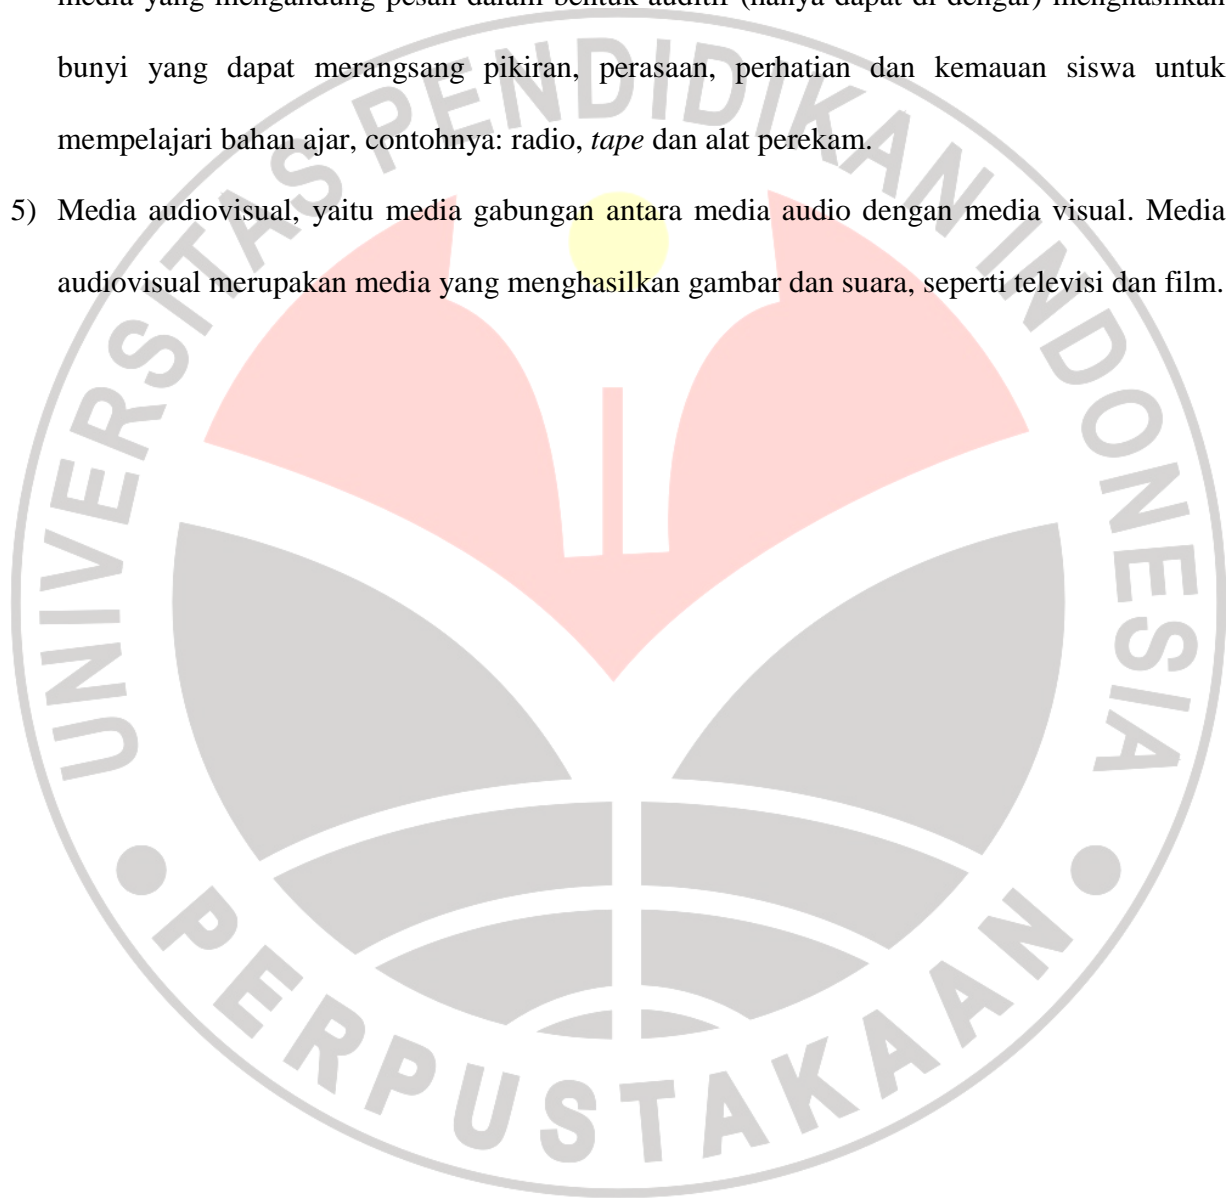 media yang mengandung pesan dalam bentuk auditif (hanya dapat di dengar) menghasilkan
bunyi yang dapat merangsang pikiran, perasaan, perhatian dan kemauan siswa untuk
mempelajari bahan ajar, contohnya: radio, tape dan alat perekam.
5) Media audiovisual, yaitu media gabungan antara media audio dengan media visual. Media
audiovisual merupakan media yang menghasilkan gambar dan suara, seperti televisi dan film.
UNIVERSITAS PENDIDIKAN INDONESIA
PERPUSTAKAAN